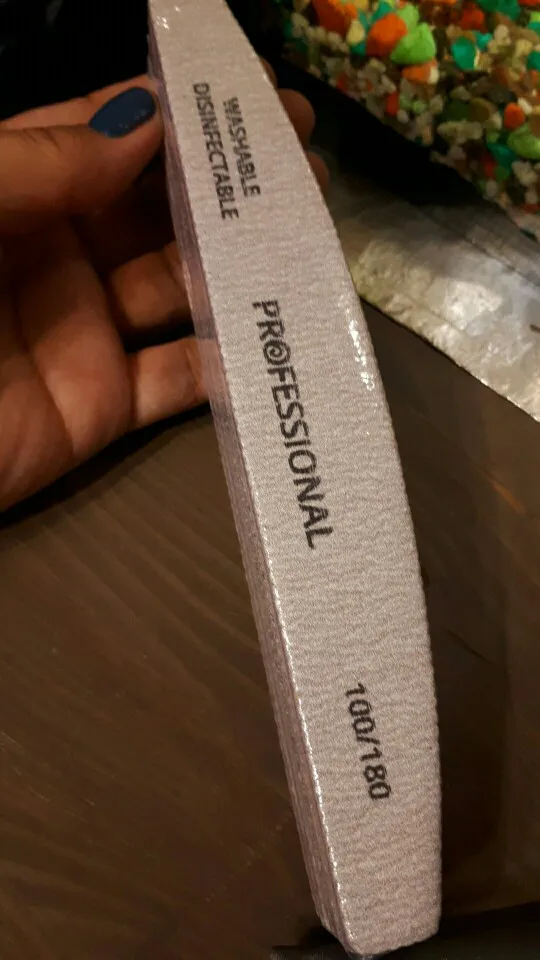 WASHABLE
DISINFECTABLE
PROFESSIONAL
100/180